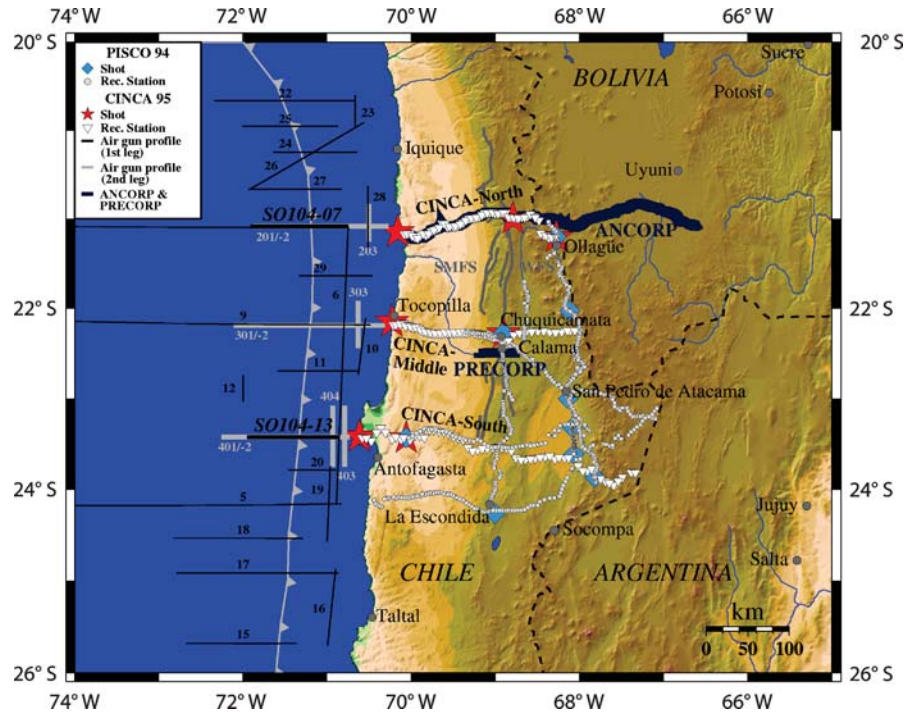 74°W 72°W 70°W 68°W 66°W
20°S 20°S
PISCO 94
Shot
Rec. Station
CINCA 95
Shot
Rec. Station
Air gun profile
(1st leg)
Air gun profile
(2nd leg)
ANCORP &
PRECORP
Sucre
BOLIVIA
Potosi
22
23
25
24
Iquique
26
Uyuni
27
28
CINCA-North
SO104-07
ANCORP
201/-2
203
Ollagüe
SMFS
WFS
29
6
303
22°S 22°S
Tocopilla
9
Chuquicamata
301/-2
10
CINCA-
Middle
Calama
11
PRECORP
12
404
San Pedro de Atacama
SO104-13
CINCA-South
401/-2
20
403
Antofagasta
24°S 24°S
5
19
La Escondida
Jujuy
18
Socompa
17
CHILE
ARGENTINA
Salta
16
Taltal
km
15
0 50 100
26°S 26°S
74°W 72°W 70°W 68°W 66°W